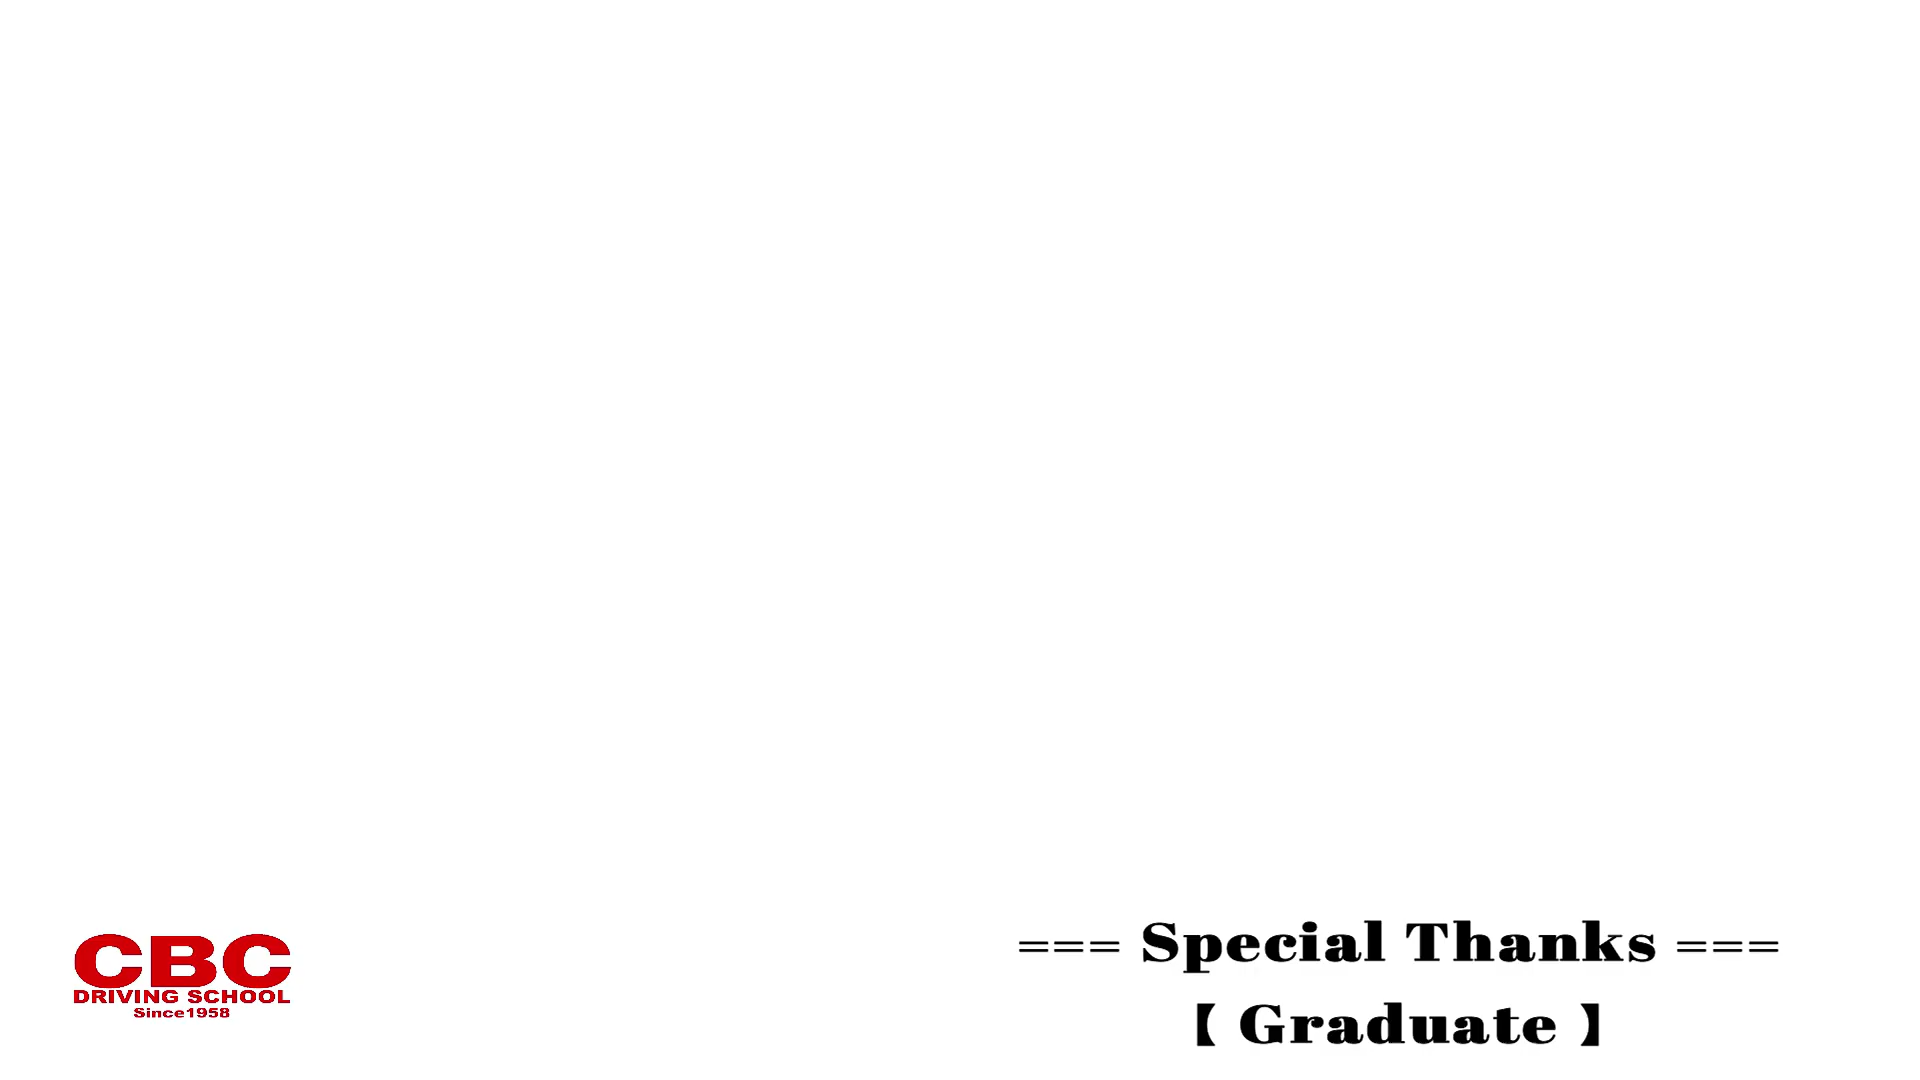 CBC
DRIVING SCHOOL
Since1958
=== Special Thanks ===
【 Graduate 】